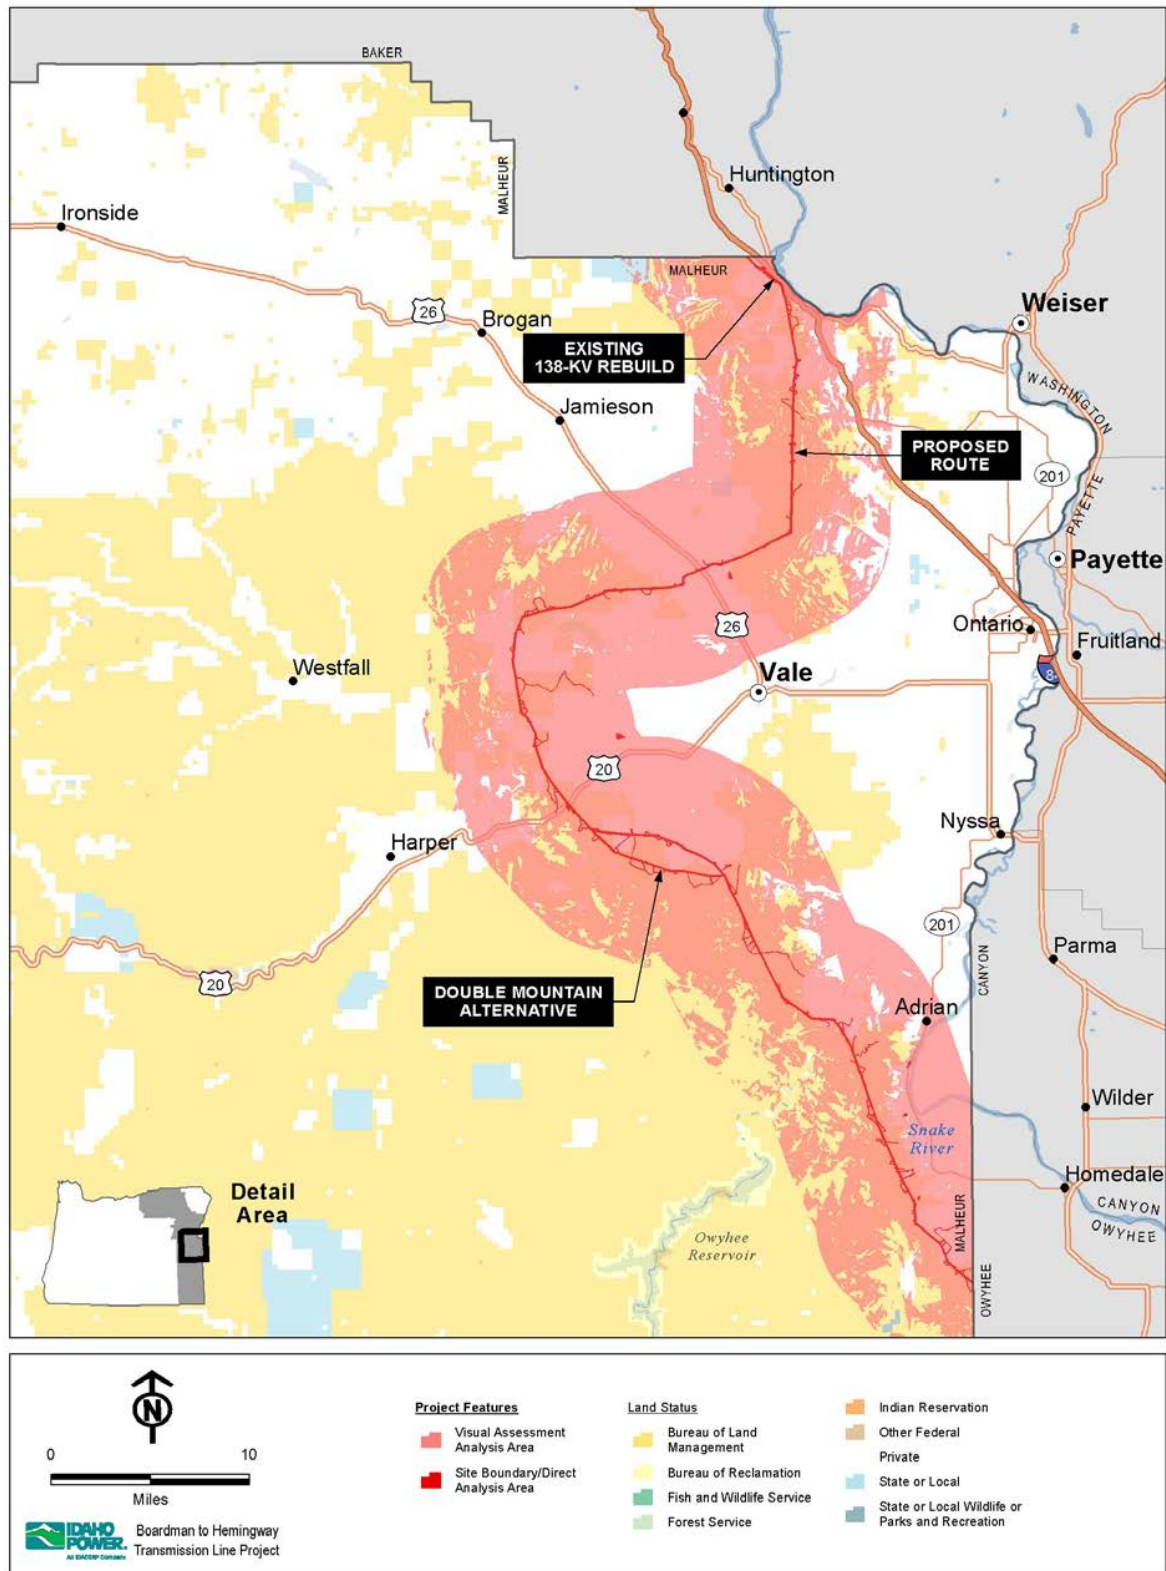 BAKER
MALHEUR
Huntington
Ironside
MALHEUR
26
Brogan
Weiser
EXISTING
138-KV REBUILD
WASHINGTON
Jamieson
PROPOSED
ROUTE
201
PAYETTE
Payette
26
Ontario
Fruitland
Westfall
Vale
20
Nyssa
Harper
201
Parma
CANYON
20
DOUBLE MOUNTAIN
ALTERNATIVE
Adrian
Wilder
Snake
River
Homedale
Detail
Area
MALHEUR
CANYON
OWYHEE
Owyhee
Reservoir
OWYHEE
N
0 10
Miles
IDAHO
POWER.
An IDACORP Company
Boardman to Hemingway
Transmission Line Project
Project Features
Visual Assessment
Analysis Area
Site Boundary/Direct
Analysis Area
Land Status
Bureau of Land
Management
Bureau of Reclamation
Fish and Wildlife Service
Forest Service
Indian Reservation
Other Federal
Private
State or Local
State or Local Wildlife or
Parks and Recreation